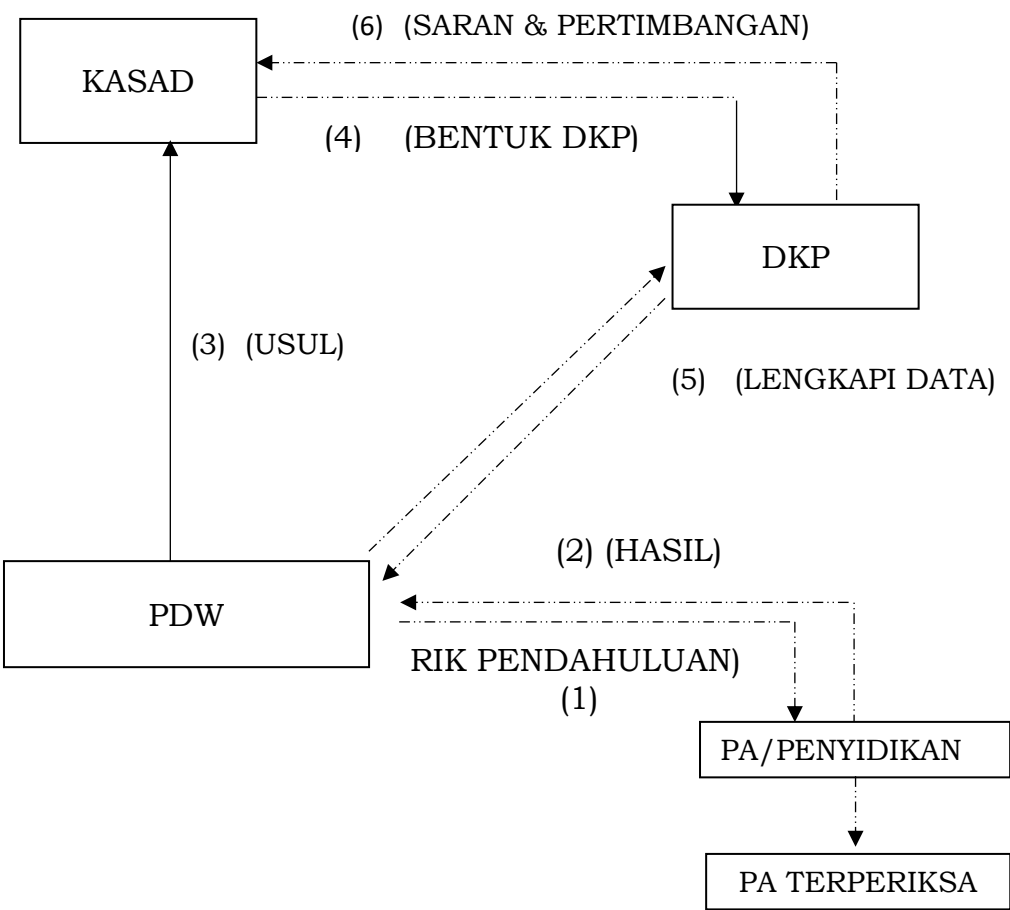 (6) (SARAN & PERTIMBANGAN)
KASAD
(4) (BENTUK DKP)
DKP
(3) (USUL)
(5) (LENGKAPI DATA)
(2) (HASIL)
PDW
RIK PENDAHULUAN)
(1)
PA/PENYIDIKAN
PA TERPERIKSA